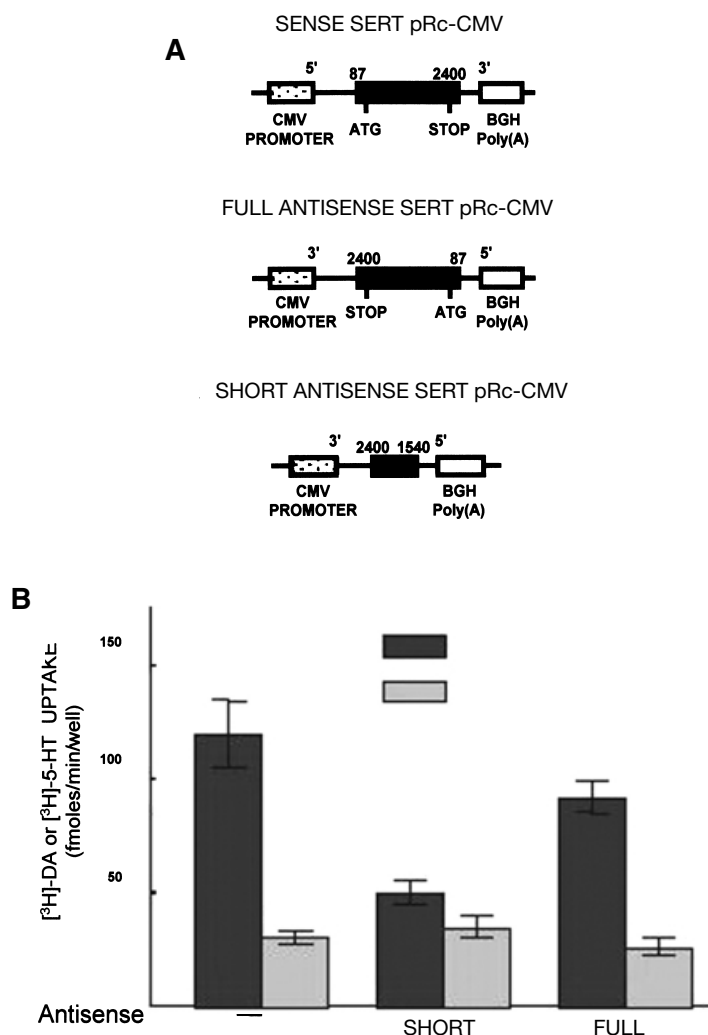 A
SENSE SERT pRc-CMV
5' 87 2400 3'
ATG STOP
CMV PROMOTER
BGH Poly(A)
FULL ANTISENSE SERT pRc-CMV
3' 2400 87 5'
STOP ATG
CMV PROMOTER
BGH Poly(A)
SHORT ANTISENSE SERT pRc-CMV
3' 2400 1540 5'
CMV PROMOTER
BGH Poly(A)
B
[³H]-DA or [³H]-5-HT UPTAKE
(fmoles/min/well)
150
100
50
Antisense — SHORT FULL